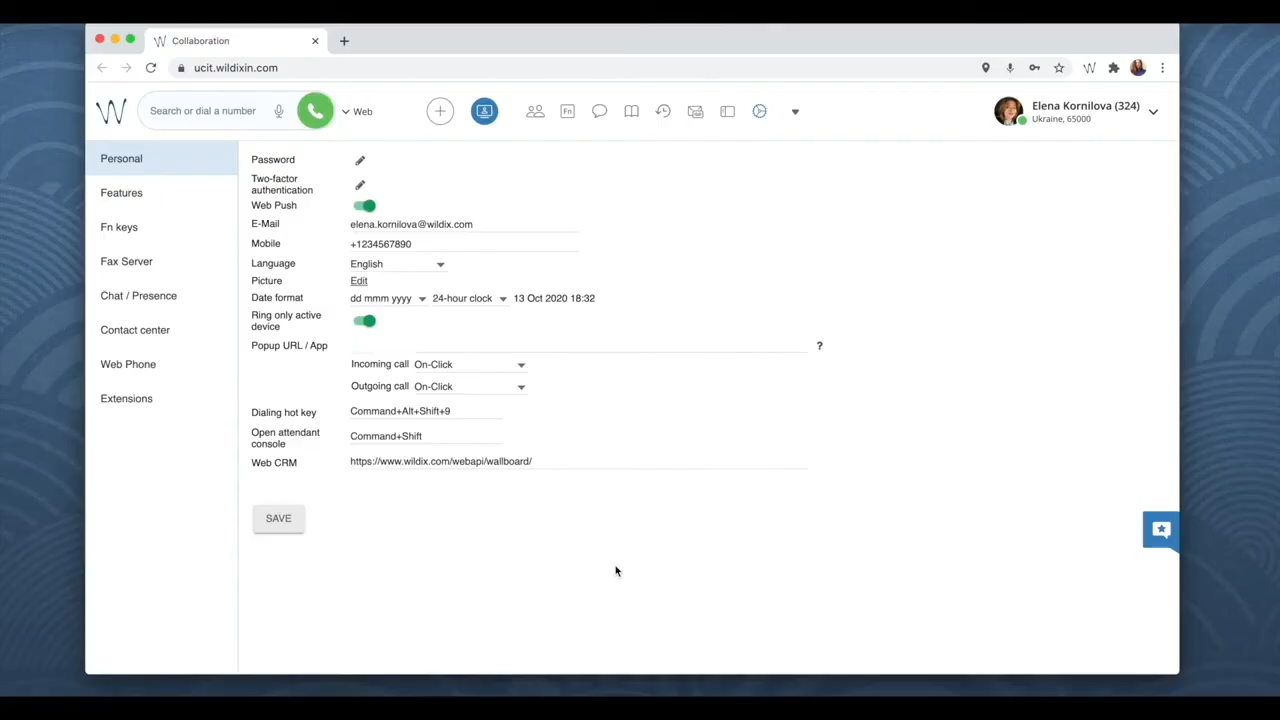 Collaboration
ucit.wildixin.com
Search or dial a number
Web
Fn
Elena Kornilova (324)
Ukraine, 65000
Personal
Features
Fn keys
Fax Server
Chat / Presence
Contact center
Web Phone
Extensions
Password
Two-factor
authentication
Web Push
E-Mail elena.kornilova@wildix.com
Mobile +1234567890
Language English
Picture Edit
Date format dd mmm yyyy 24-hour clock 13 Oct 2020 18:32
Ring only active
device
Popup URL / App ?
Incoming call On-Click
Outgoing call On-Click
Dialing hot key Command+Alt+Shift+9
Open attendant
console Command+Shift
Web CRM https://www.wildix.com/webapi/wallboard/
SAVE